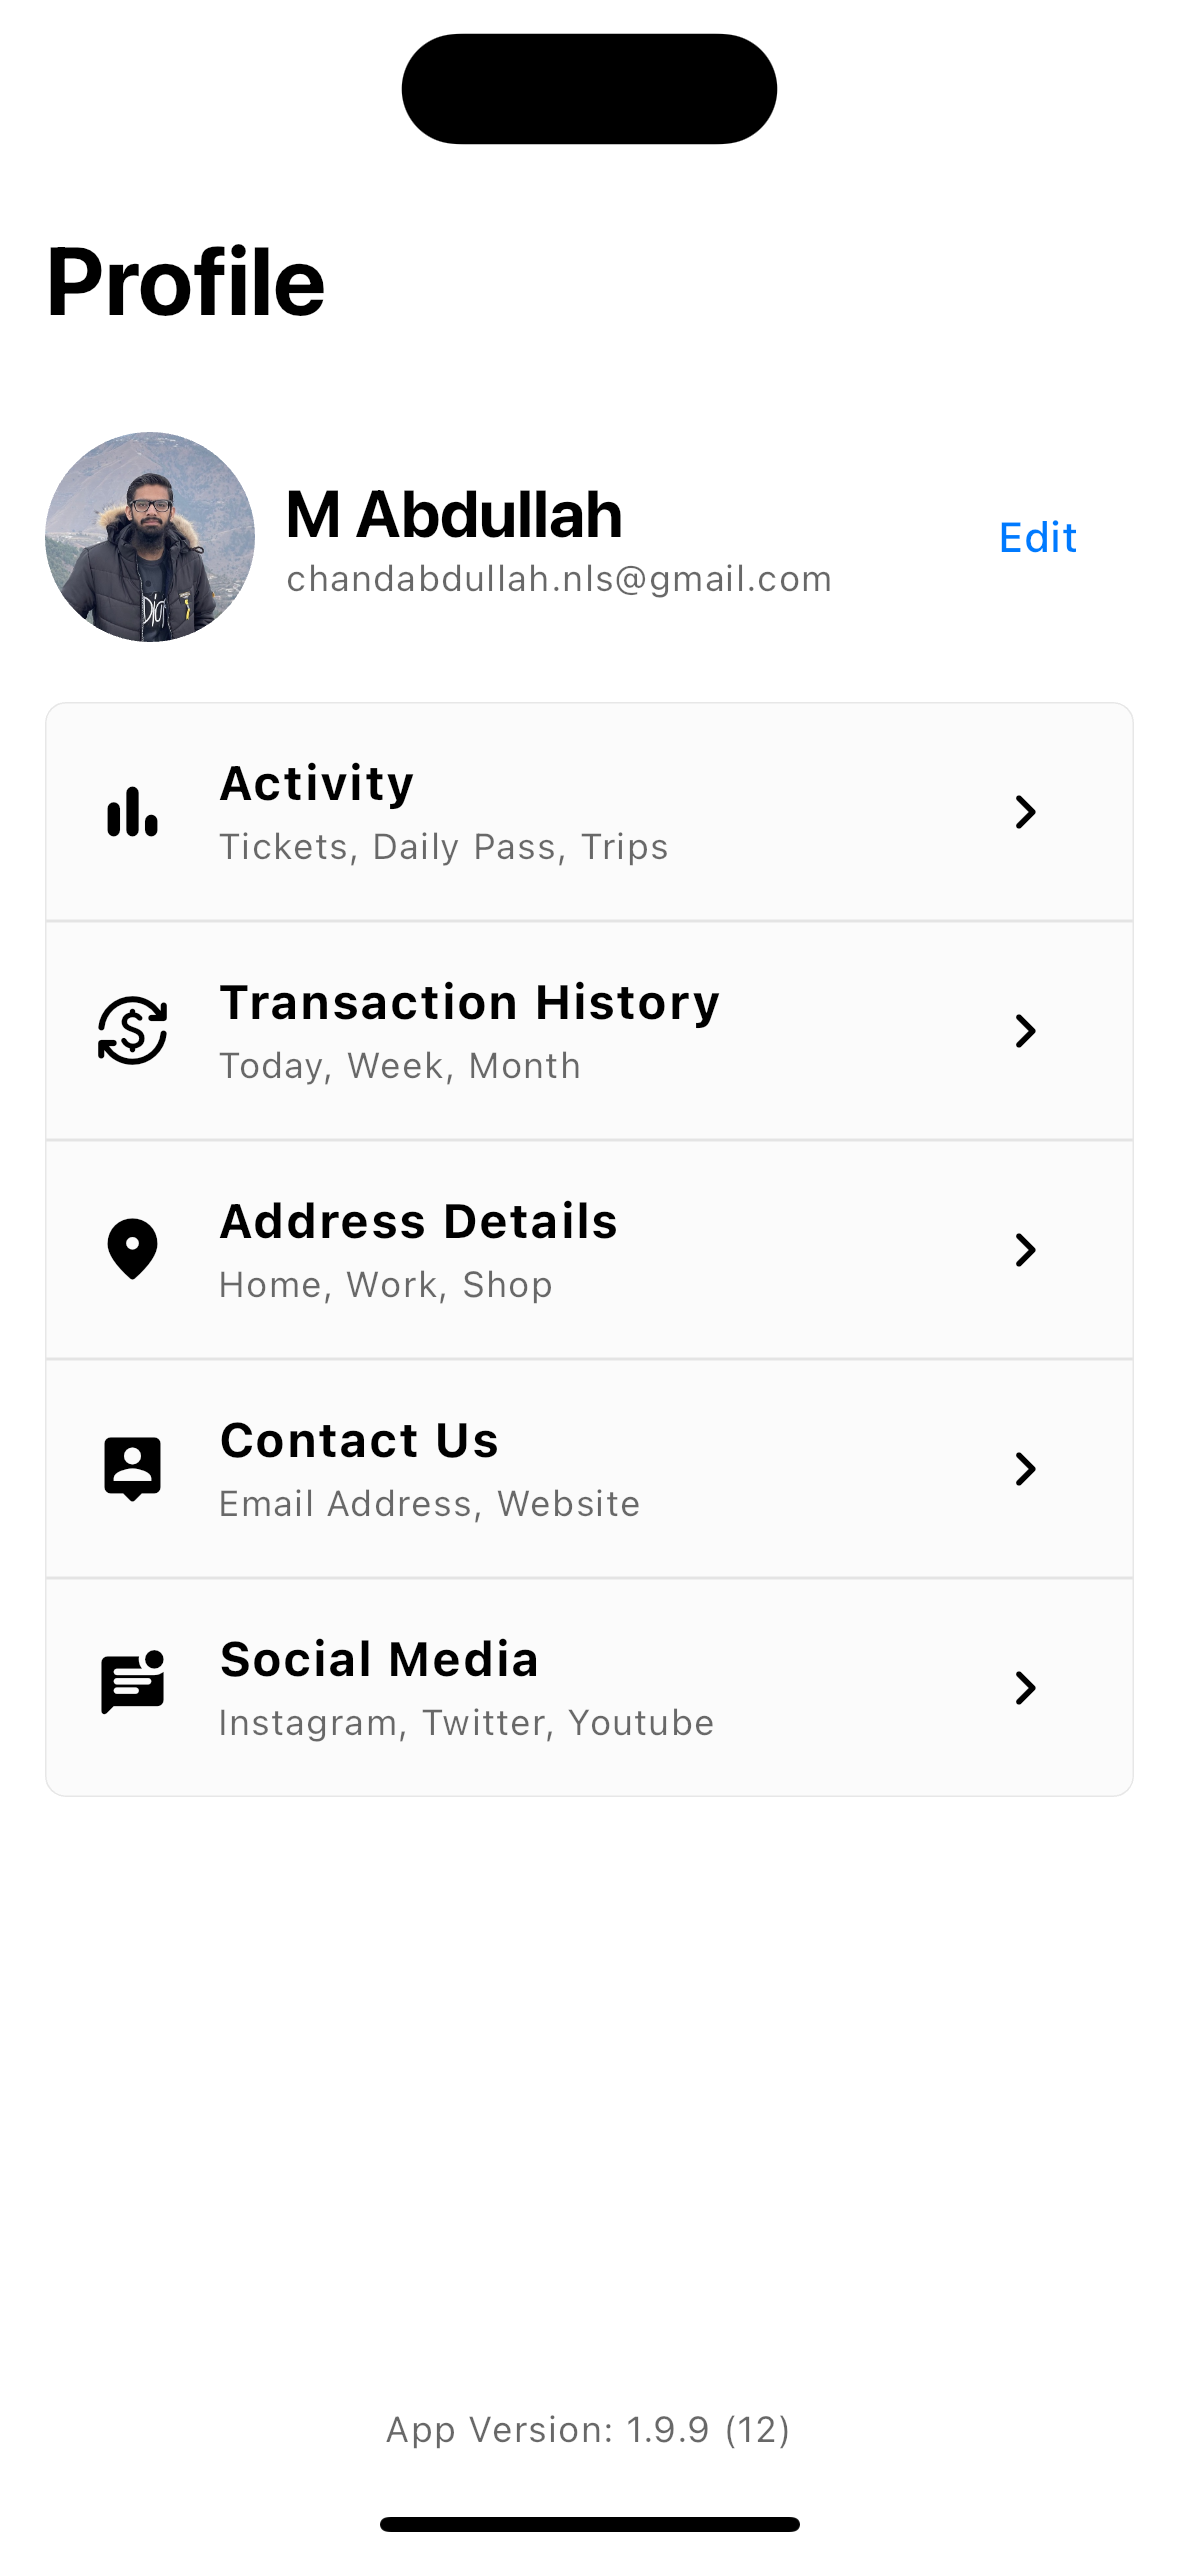 Profile
M Abdullah
chandabdullah.nls@gmail.com
Edit
Activity
Tickets, Daily Pass, Trips
Transaction History
Today, Week, Month
Address Details
Home, Work, Shop
Contact Us
Email Address, Website
Social Media
Instagram, Twitter, Youtube
App Version: 1.9.9 (12)